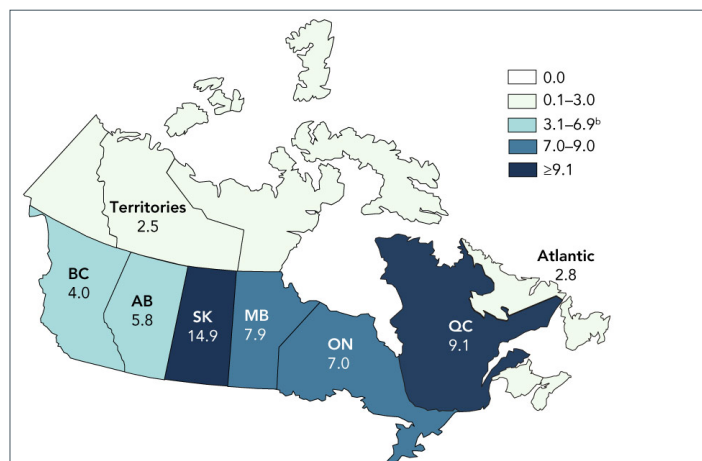 0.0
0.1–3.0
3.1–6.9ᵇ
7.0–9.0
≥9.1
Territories
2.5
Atlantic
2.8
BC
4.0
AB
5.8
SK
14.9
MB
7.9
ON
7.0
QC
9.1